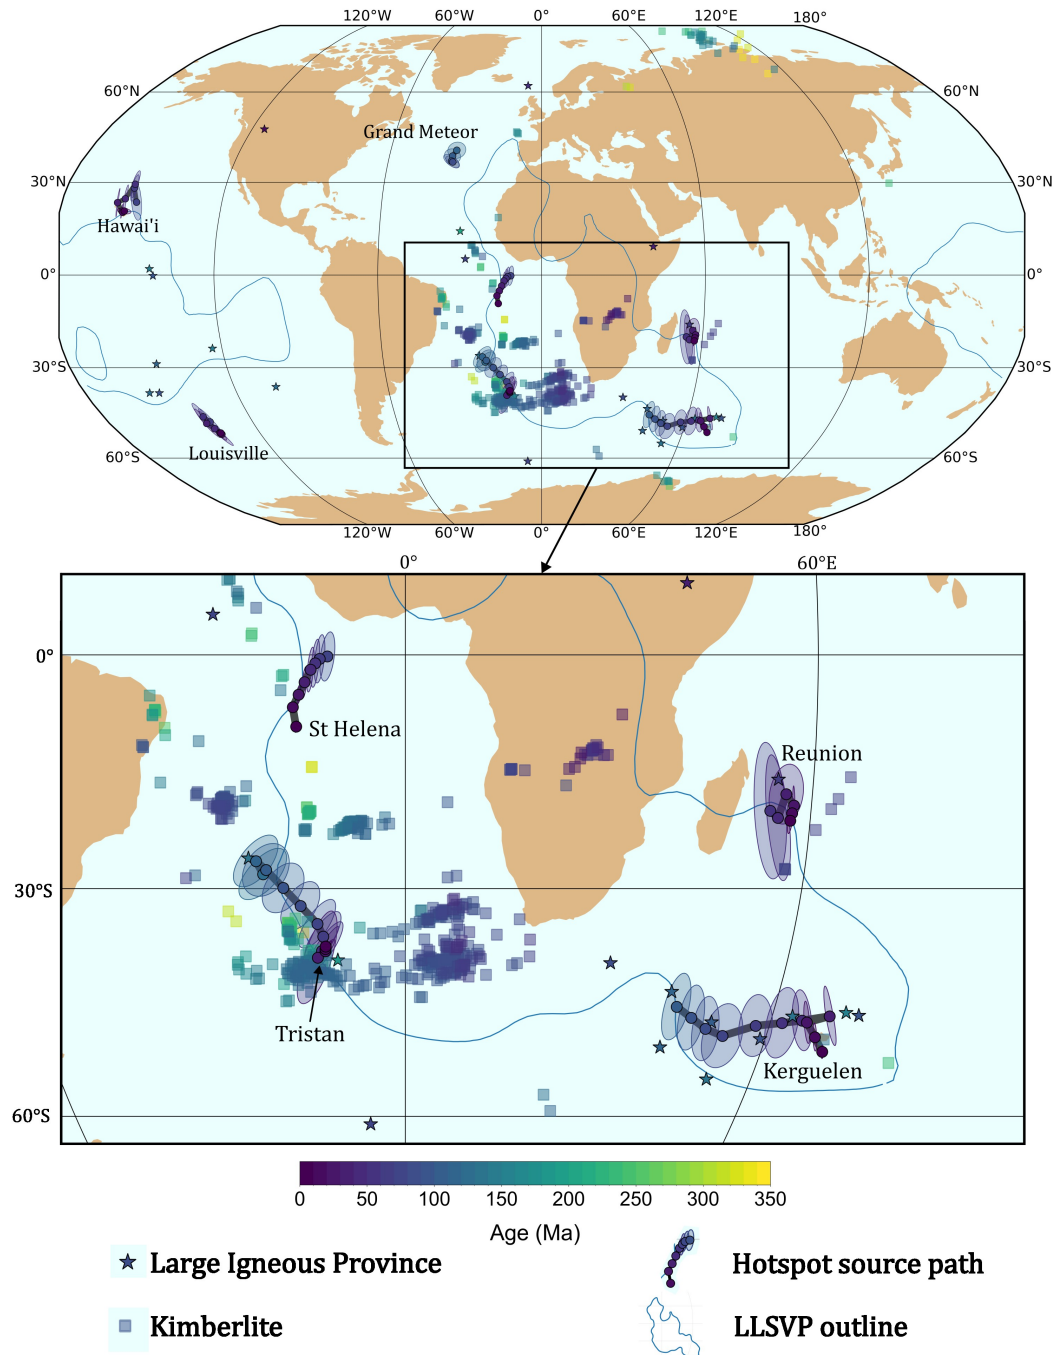 120°W 60°W 0° 60°E 120°E 180°
60°N 60°N
Grand Meteor
30°N 30°N
Hawai'i
0° 0°
30°S 30°S
Louisville
60°S 60°S
120°W 60°W 0° 60°E 120°E 180°
0° 60°E
0°
St Helena
Reunion
30°S
Tristan
Kerguelen
60°S
0 50 100 150 200 250 300 350
Age (Ma)
Large Igneous Province
Hotspot source path
Kimberlite
LLSVP outline